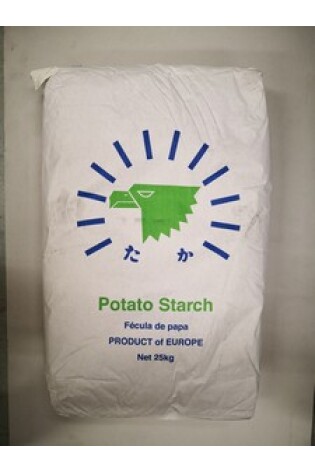 たか
Potato Starch
Fécula de papa
PRODUCT of EUROPE
Net 25kg